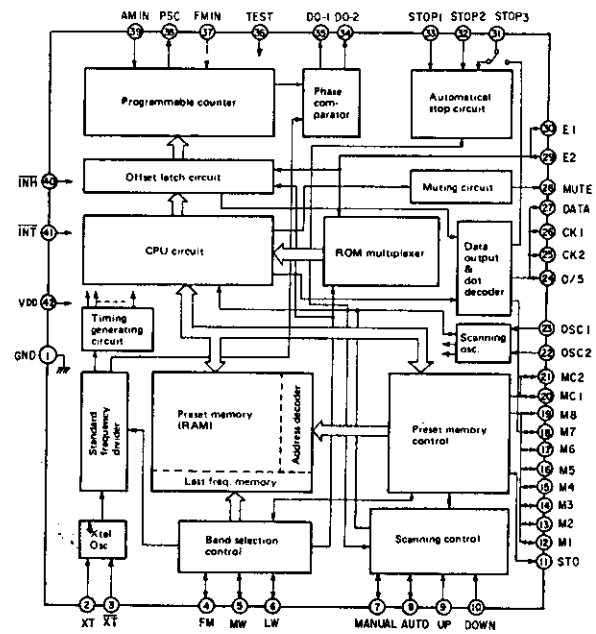 AMIN PSC FMIN TEST DO-1 DO-2 STOP1 STOP2 STOP3
39 38 37 36 35 34 33 32 31
Programmable counter
Phase
com-
parator
Automatical
stop circuit
30 E1
29 E2
Offset latch circuit
Muting circuit
28 MUTE
27 DATA
26 CK1
25 CK2
24 0/5
INH 40
INT 41
CPU circuit
ROM multiplexer
Data
output
& dot
decoder
VDD 42
Timing
generating
circuit
GND 1
Scanning
osc.
23 OSC1
22 OSC2
21 MC2
20 MC1
19 M8
18 M7
17 M6
16 M5
15 M4
14 M3
13 M2
12 M1
11 STO
Standard
frequency
divider
Preset memory
(RAM)
Address decoder
Last freq. memory
Preset memory
control
Xtal
Osc
Band selection
control
Scanning control
2 3 4 5 6 7 8 9 10
XT XT FM MW LW MANUAL AUTO UP DOWN